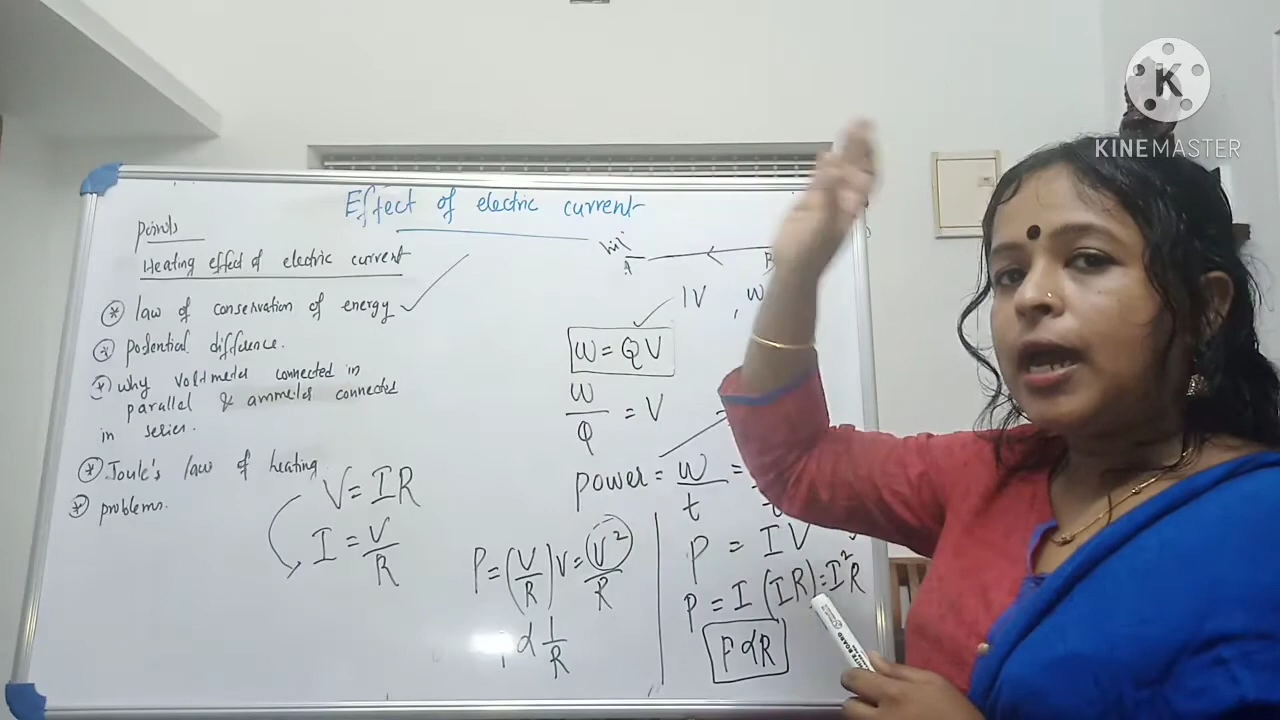 Effect of electric current
points
Heating effect of electric current
* law of conservation of energy ✓
* potential difference.
* why voltmeter connected in
parallel & ammeter connected
in series.
* Joule's law of heating
* problems.
V = IR
I = V/R
P = (V/R) V = V²/R
α 1/R
A
B
1V , W
W = QV
W/Q = V
power = W/t =
P = IV
P = I (IR) = I²R
P α R
K
KINEMASTER
WHITE BOARD